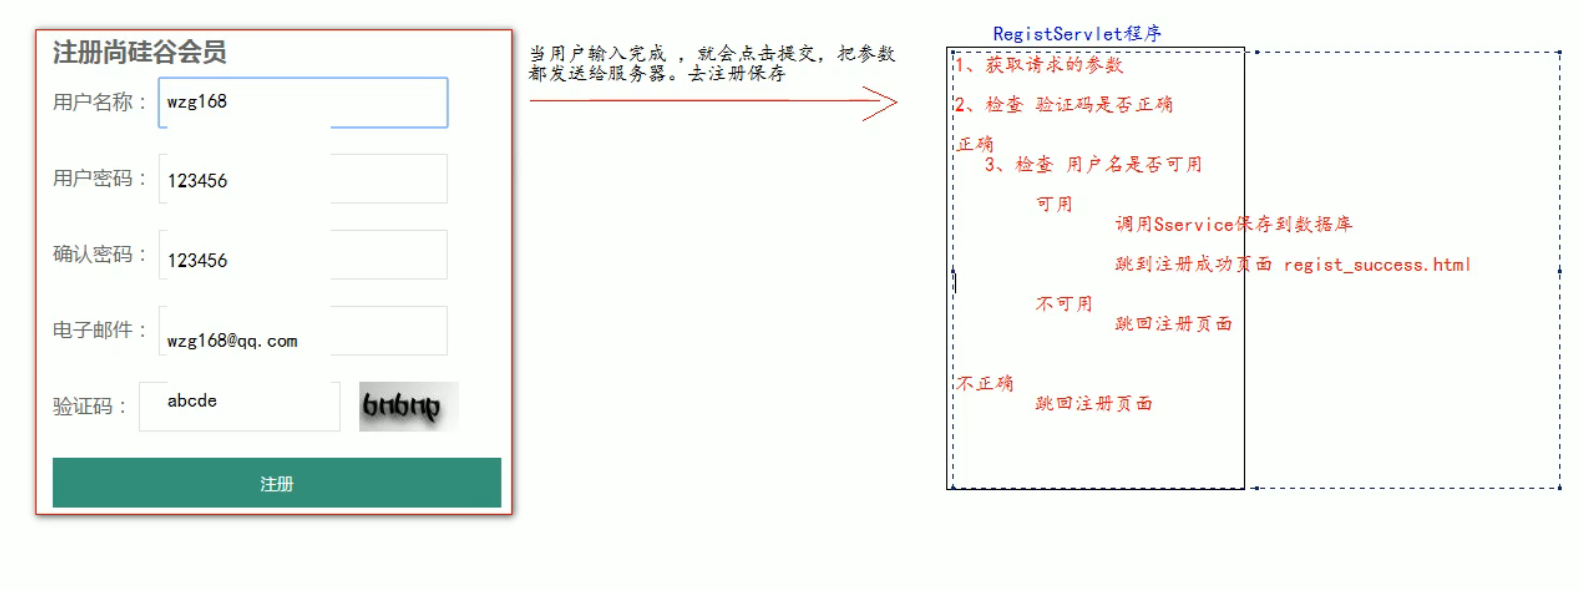 注册尚硅谷会员
用户名称： wzg168
用户密码： 123456
确认密码： 123456
电子邮件： wzg168@qq.com
验证码： abcde 6n6np
注册
当用户输入完成 ，就会点击提交，把参数
都发送给服务器。去注册保存
RegistServlet程序
1、获取请求的参数
2、检查 验证码是否正确
正确
3、检查 用户名是否可用
可用
调用Sservice保存到数据库
跳到注册成功页面 regist_success.html
不可用
跳回注册页面
不正确
跳回注册页面